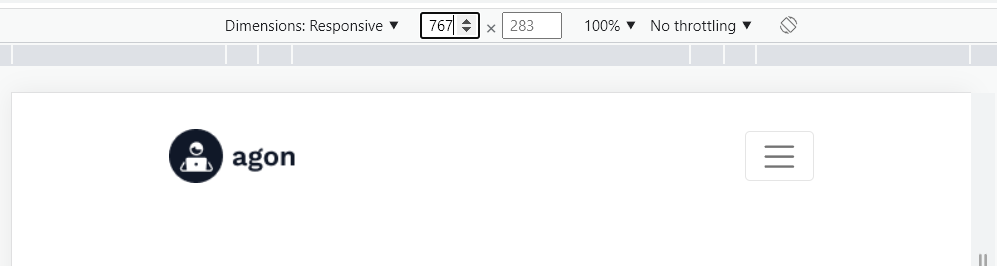 Dimensions: Responsive ▼ 767 × 283 100% ▼ No throttling ▼
agon